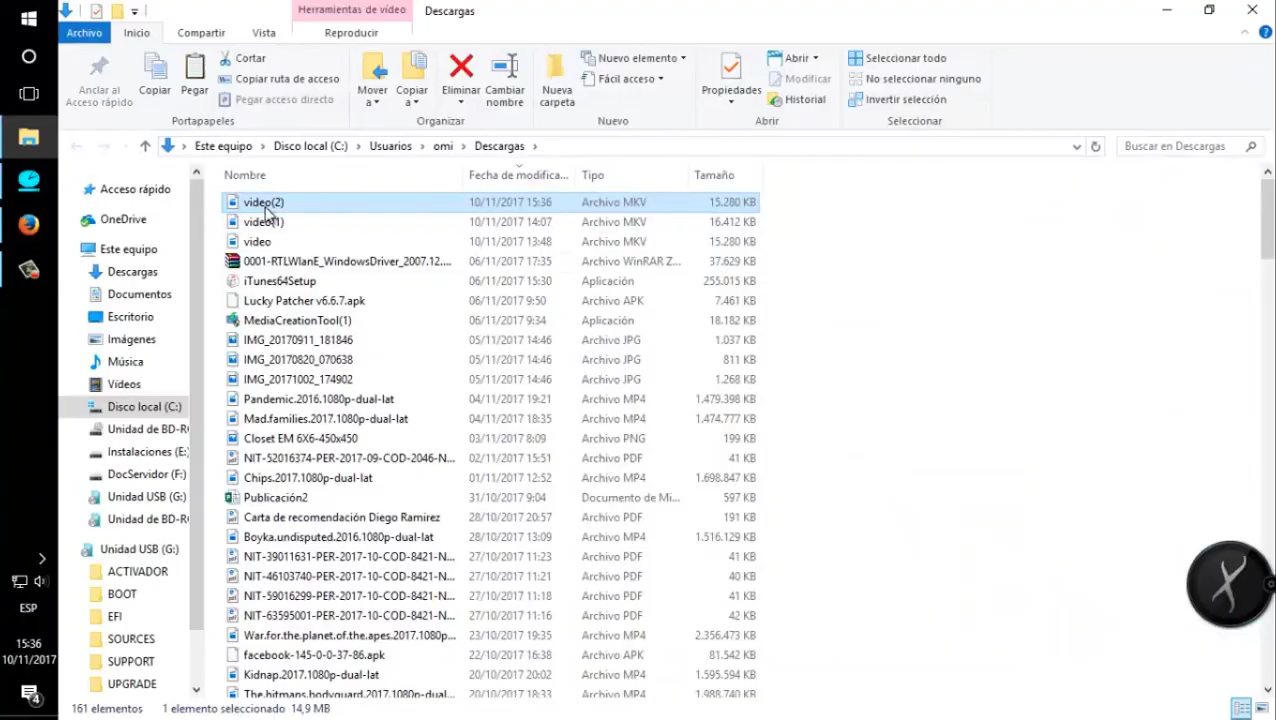 Herramientas de vídeo
Descargas
Archivo
Inicio
Compartir
Vista
Reproducir
Anclar al
Acceso rápido
Copiar
Pegar
Cortar
Copiar ruta de acceso
Pegar acceso directo
Portapapeles
Mover
a
Copiar
a
Eliminar
Cambiar
nombre
Organizar
Nueva
carpeta
Nuevo elemento
Fácil acceso
Nuevo
Propiedades
Abrir
Modificar
Historial
Abrir
Seleccionar todo
No seleccionar ninguno
Invertir selección
Seleccionar
Este equipo > Disco local (C:) > Usuarios > omi > Descargas >
Buscar en Descargas
Acceso rápido
OneDrive
Este equipo
Descargas
Documentos
Escritorio
Imágenes
Música
Vídeos
Disco local (C:)
Unidad de BD-R
Instalaciones (E:
DocServidor (F:)
Unidad USB (G:)
Unidad de BD-R
Unidad USB (G:)
ACTIVADOR
BOOT
EFI
SOURCES
SUPPORT
UPGRADE
Nombre Fecha de modifica... Tipo Tamaño
video(2) 10/11/2017 15:36 Archivo MKV 15.280 KB
video(1) 10/11/2017 14:07 Archivo MKV 16.412 KB
video 10/11/2017 13:48 Archivo MKV 15.280 KB
0001-RTLWlanE_WindowsDriver_2007.12.... 06/11/2017 17:35 Archivo WinRAR Z... 37.629 KB
iTunes64Setup 06/11/2017 15:30 Aplicación 255.015 KB
Lucky Patcher v6.6.7.apk 06/11/2017 9:50 Archivo APK 7.461 KB
MediaCreationTool(1) 06/11/2017 9:34 Aplicación 18.182 KB
IMG_20170911_181846 05/11/2017 14:46 Archivo JPG 1.037 KB
IMG_20170820_070638 05/11/2017 14:46 Archivo JPG 811 KB
IMG_20171002_174902 05/11/2017 14:46 Archivo JPG 1.268 KB
Pandemic.2016.1080p-dual-lat 04/11/2017 19:21 Archivo MP4 1.479.398 KB
Mad.families.2017.1080p-dual-lat 04/11/2017 18:35 Archivo MP4 1.474.777 KB
Closet EM 6X6-450x450 03/11/2017 8:09 Archivo PNG 199 KB
NIT-52016374-PER-2017-09-COD-2046-N... 02/11/2017 15:51 Archivo PDF 41 KB
Chips.2017.1080p-dual-lat 01/11/2017 12:52 Archivo MP4 1.698.847 KB
Publicación2 31/10/2017 9:04 Documento de Mi... 597 KB
Carta de recomendación Diego.Ramirez 28/10/2017 20:57 Archivo PDF 191 KB
Boyka.undisputed.2016.1080p-dual-lat 28/10/2017 13:09 Archivo MP4 1.516.129 KB
NIT-39011631-PER-2017-10-COD-8421-N... 27/10/2017 11:23 Archivo PDF 41 KB
NIT-46103740-PER-2017-10-COD-8421-N... 27/10/2017 11:21 Archivo PDF 40 KB
NIT-59016299-PER-2017-10-COD-8421-N... 27/10/2017 11:18 Archivo PDF 41 KB
NIT-63595001-PER-2017-10-COD-8421-N... 27/10/2017 11:16 Archivo PDF 42 KB
War.for.the.planet.of.the.apes.2017.1080p... 23/10/2017 19:35 Archivo MP4 2.356.473 KB
facebook-145-0-0-37-86.apk 22/10/2017 16:38 Archivo APK 81.542 KB
Kidnap.2017.1080p-dual-lat 20/10/2017 20:02 Archivo MP4 1.595.594 KB
The.hitmans.bodyguard.2017.1080p-dual... 20/10/2017 18:33 Archivo MP4 1.988.740 KB
161 elementos 1 elemento seleccionado 14,9 MB
ESP
15:36
10/11/2017
4